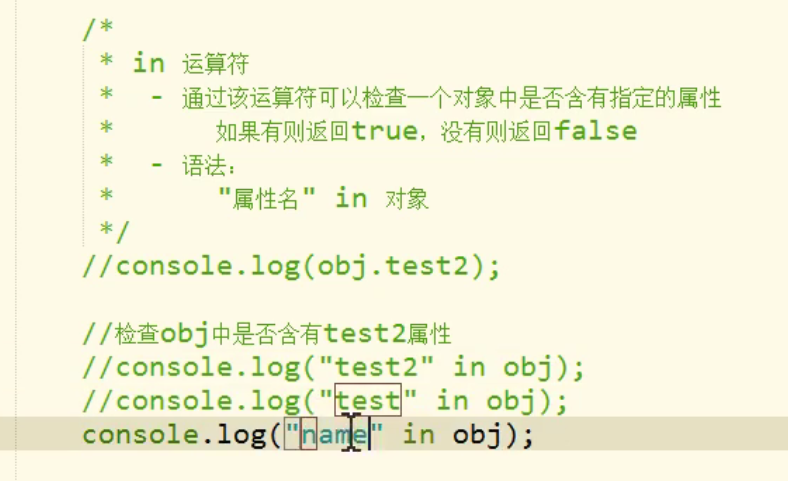 /*
* in 运算符
* - 通过该运算符可以检查一个对象中是否含有指定的属性
* 如果有则返回true，没有则返回false
* - 语法：
* "属性名" in 对象
*/
//console.log(obj.test2);
//检查obj中是否含有test2属性
//console.log("test2" in obj);
//console.log("test" in obj);
console.log("name" in obj);